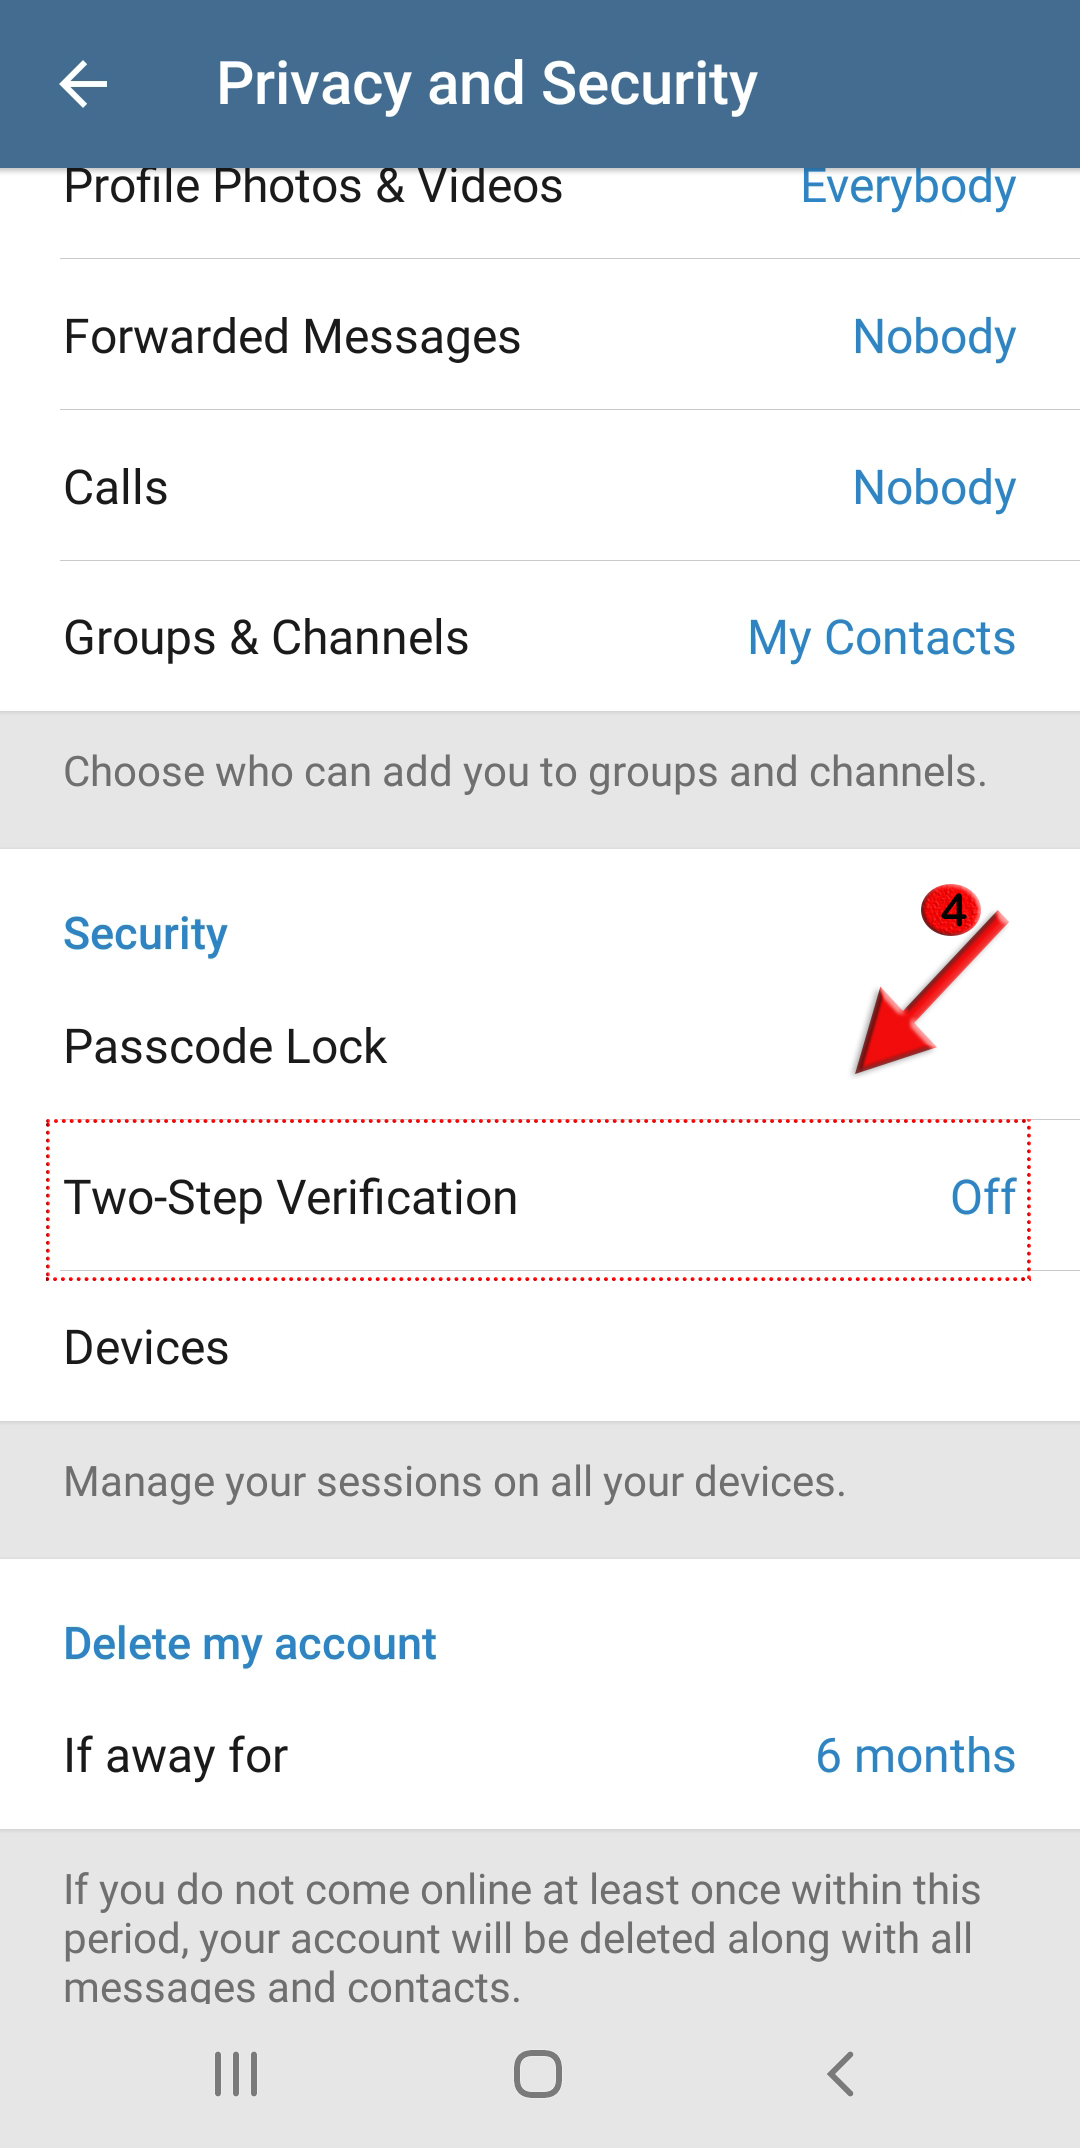 Privacy and Security
Profile Photos & Videos Everybody
Forwarded Messages Nobody
Calls Nobody
Groups & Channels My Contacts
Choose who can add you to groups and channels.
Security
4
Passcode Lock
Two-Step Verification Off
Devices
Manage your sessions on all your devices.
Delete my account
If away for 6 months
If you do not come online at least once within this
period, your account will be deleted along with all
messages and contacts.